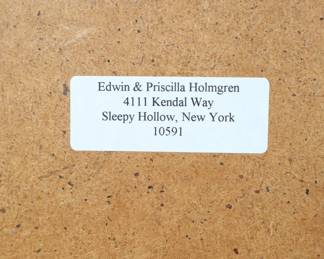 Edwin & Priscilla Holmgren
4111 Kendal Way
Sleepy Hollow, New York
10591